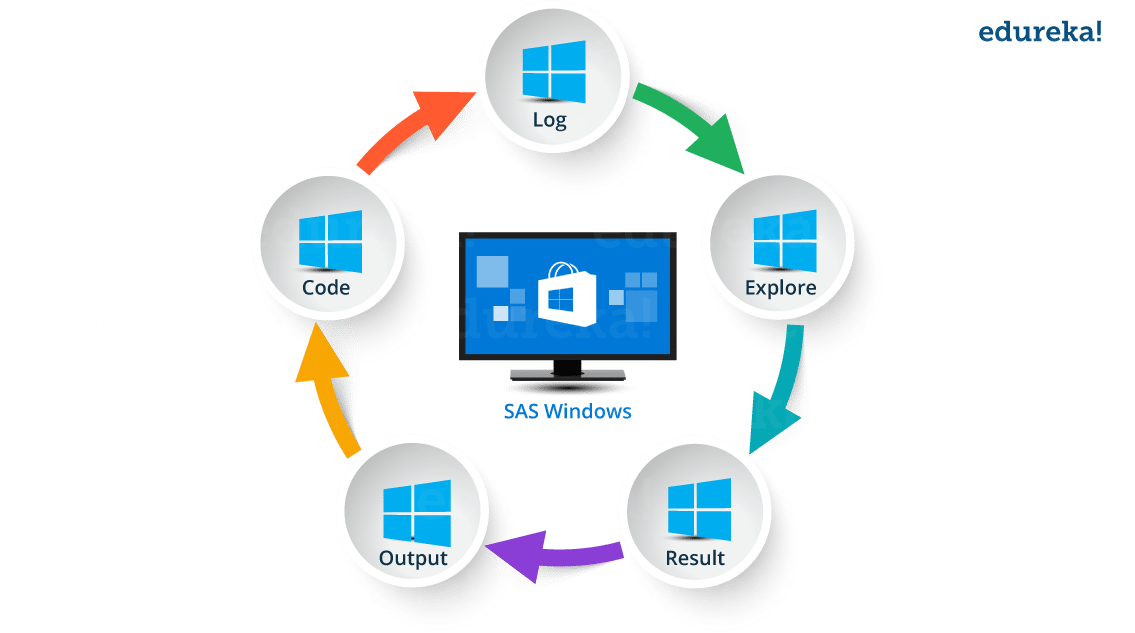 edureka!
Log
Code
Explore
SAS Windows
Output
Result